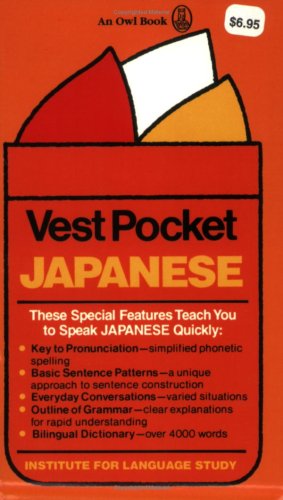 An Owl Book
$6.95
Vest Pocket
JAPANESE
These Special Features Teach You
to Speak JAPANESE Quickly:
• Key to Pronunciation—simplified phonetic
spelling
• Basic Sentence Patterns—a unique
approach to sentence construction
• Everyday Conversations—varied situations
• Outline of Grammar—clear explanations
for rapid understanding
• Bilingual Dictionary—over 4000 words
INSTITUTE FOR LANGUAGE STUDY